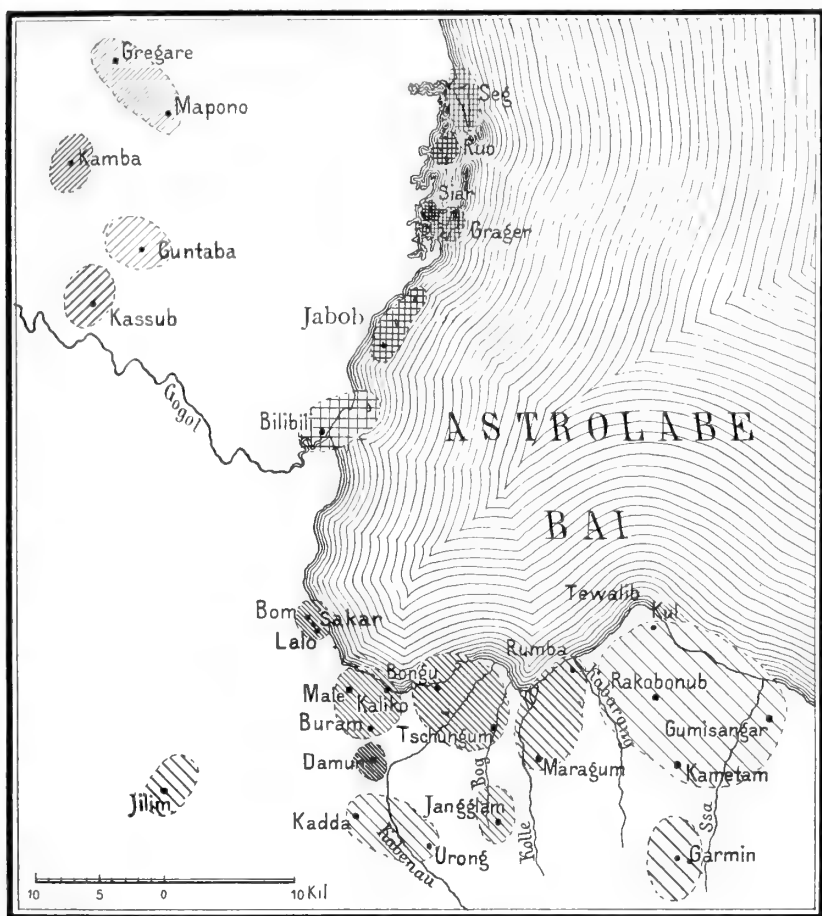 Gregare
Mapono
Seg
Kamba
Ruo
Siar
Grager
Guntaba
Kassub
Jabob
Gogol
Bilibil
ASTROLABE
BAI
Tewalib
Kul
Bom
Sakar
Lalo
Rumba
Bongu
Male
Kaliko
Kabarong
Rakobonub
Buram
Tschungum
Gumisangar
Damun
Maragum
Kametam
Jilim
Bog
Jangglam
Kadda
Kolle
Ssa
Kabenau
Urong
Garmin
10 5 0 10 Kil